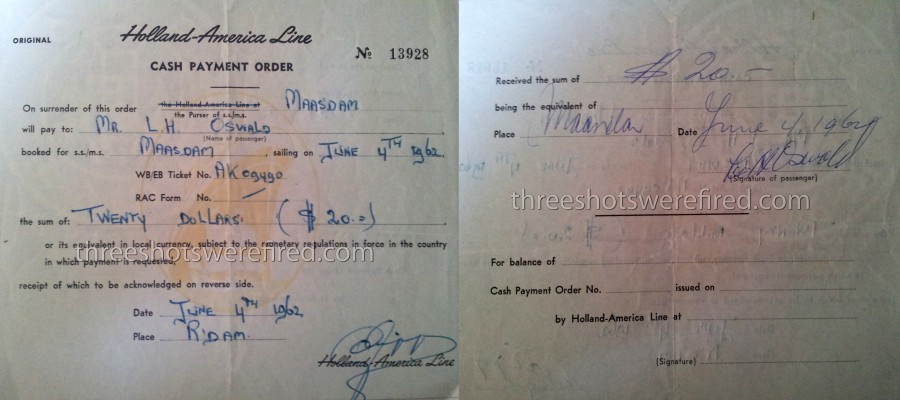 ORIGINAL
Holland-America Line
No 13928
CASH PAYMENT ORDER
On surrender of this order the Holland-America Line at MAASDAM
the Purser of s.s./m.s.
will pay to: MR. L.H. OSWALD
(Name of passenger)
booked for s.s./m.s. MAASDAM, sailing on JUNE 4TH 1962.
WB/EB Ticket No. AK09490
RAC Form No. —
the sum of: TWENTY DOLLARS. ( $ 20.=)
or its equivalent in local currency, subject to the monetary regulations in force in the country
in which payment is requested,
threeshotswerefired.com
receipt of which to be acknowledged on reverse side.
Date JUNE 4TH 1962
Place R'DAM.
Holland-America Line
Received the sum of $ 20.-
being the equivalent of
Place Maasdam Date June 4, 1962
(Signature of passenger)
threeshotswerefired.com
threeshotswerefired.com
For balance of
Cash Payment Order No. issued on
by Holland-America Line at
(Signature)